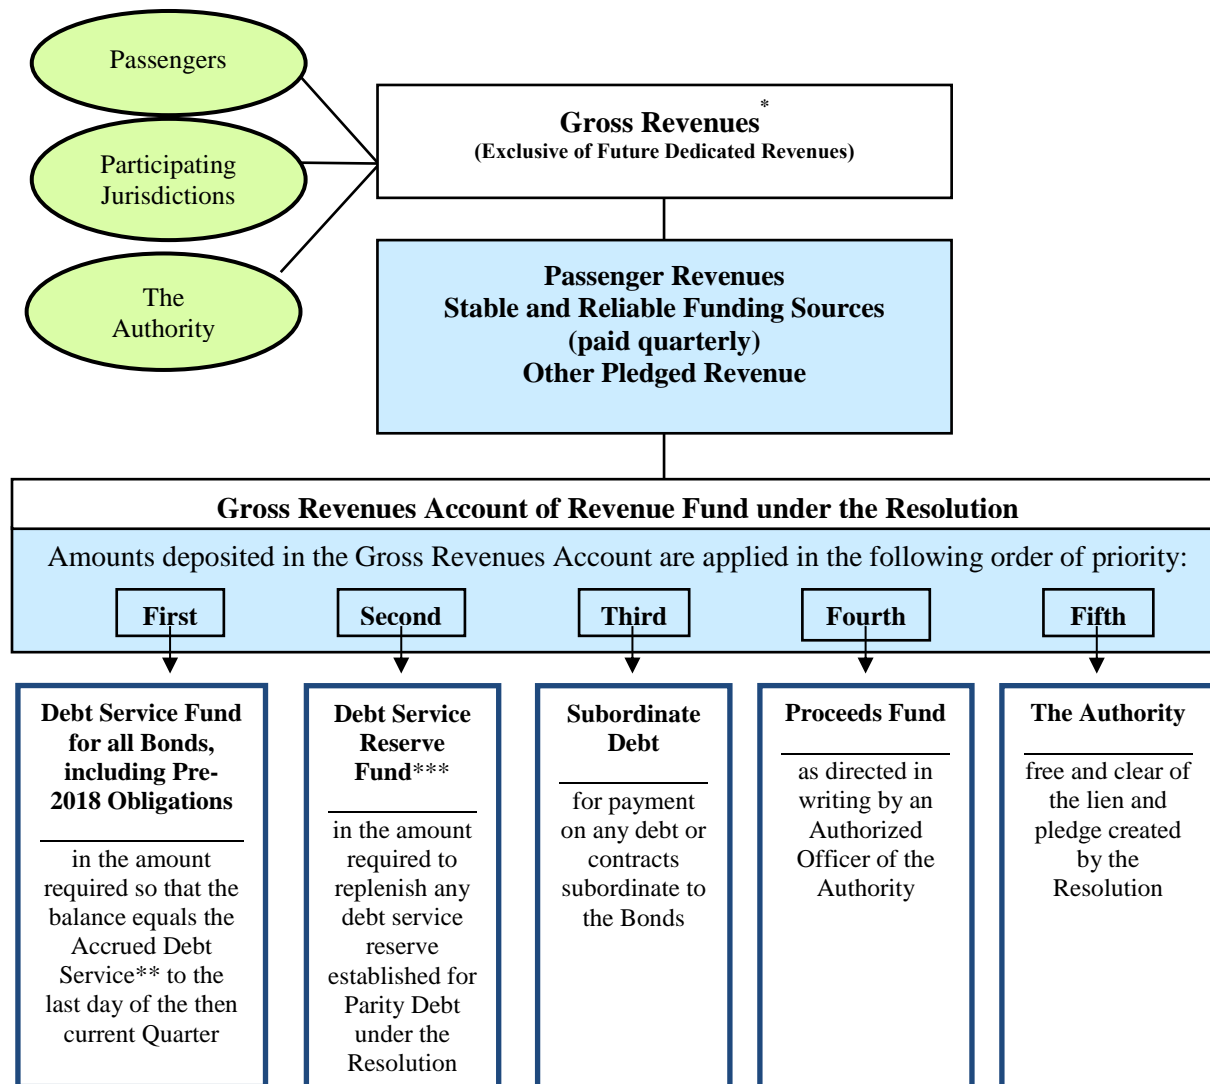 Passengers
Participating
Jurisdictions
The
Authority
Gross Revenues*
(Exclusive of Future Dedicated Revenues)
Passenger Revenues
Stable and Reliable Funding Sources
(paid quarterly)
Other Pledged Revenue
Gross Revenues Account of Revenue Fund under the Resolution
Amounts deposited in the Gross Revenues Account are applied in the following order of priority:
First
Second
Third
Fourth
Fifth
Debt Service Fund
for all Bonds,
including Pre-
2018 Obligations
in the amount
required so that the
balance equals the
Accrued Debt
Service** to the
last day of the then
current Quarter
Debt Service
Reserve
Fund***
in the amount
required to
replenish any
debt service
reserve
established for
Parity Debt
under the
Resolution
Subordinate
Debt
for payment
on any debt or
contracts
subordinate to
the Bonds
Proceeds Fund
as directed in
writing by an
Authorized
Officer of the
Authority
The Authority
free and clear of
the lien and
pledge created
by the
Resolution